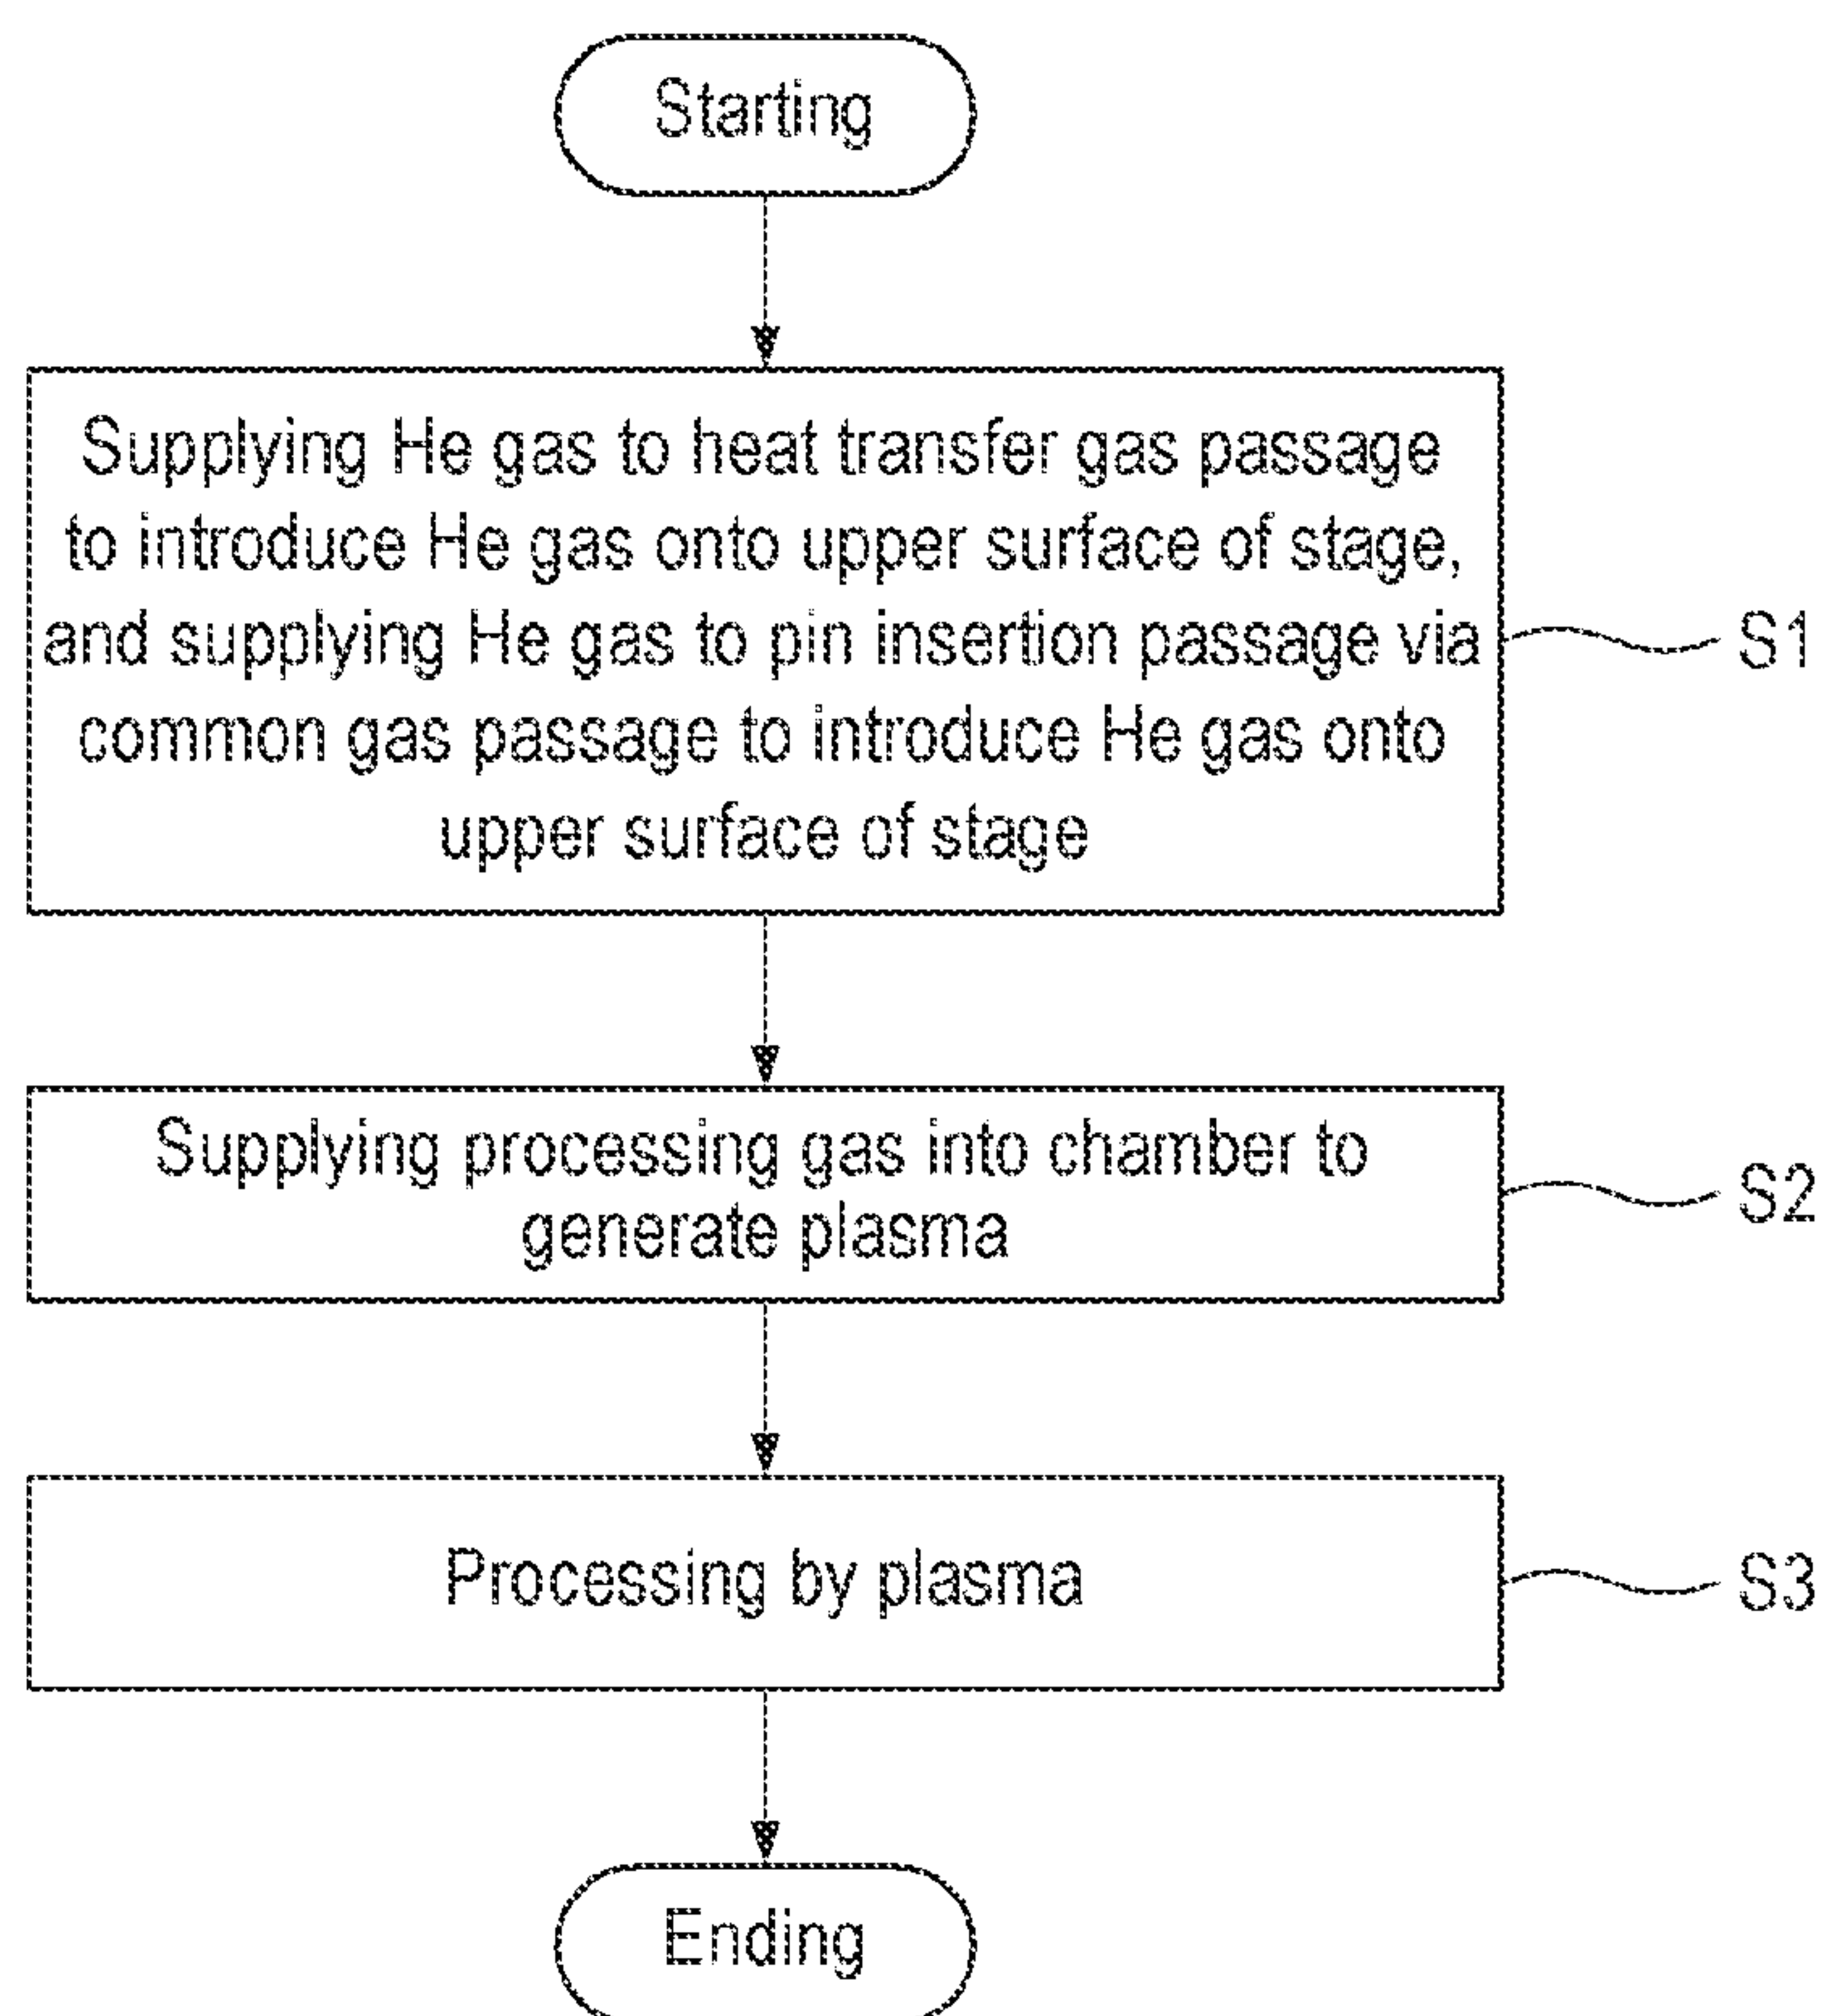 Starting
Supplying He gas to heat transfer gas passage
to introduce He gas onto upper surface of stage,
and supplying He gas to pin insertion passage via
common gas passage to introduce He gas onto
upper surface of stage
S1
Supplying processing gas into chamber to
generate plasma
S2
Processing by plasma
S3
Ending